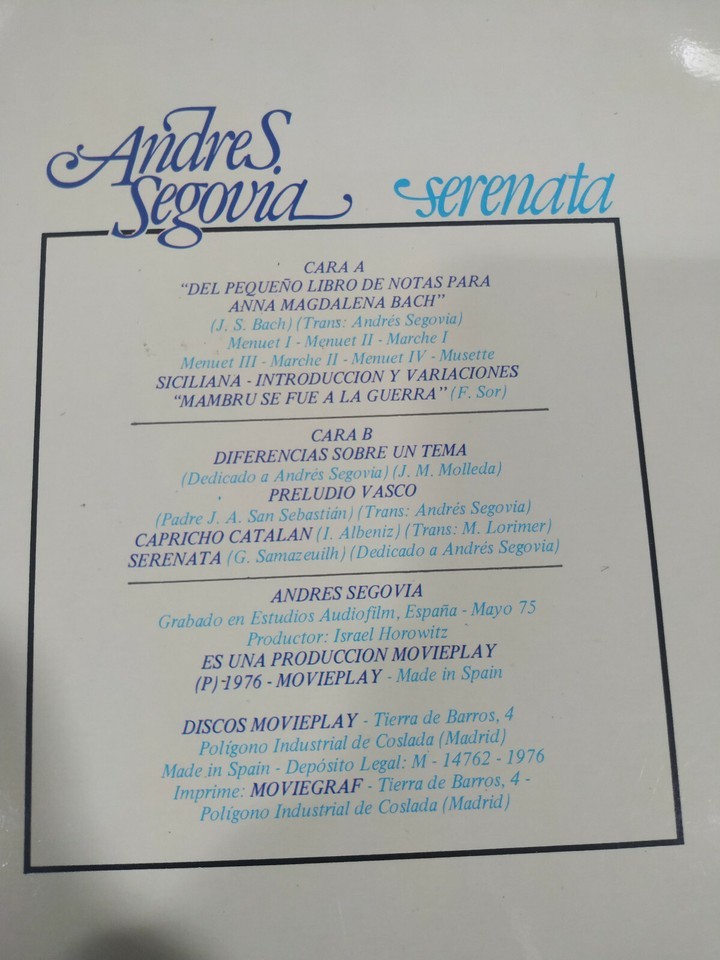 Andres.
Segovia
serenata
CARA A
“DEL PEQUEÑO LIBRO DE NOTAS PARA
ANNA MAGDALENA BACH”
(J. S. Bach) (Trans: Andrés Segovia)
Menuet I - Menuet II - Marche I
Menuet III - Marche II - Menuet IV - Musette
SICILIANA - INTRODUCCION Y VARIACIONES
“MAMBRU SE FUE A LA GUERRA” (F. Sor)
CARA B
DIFERENCIAS SOBRE UN TEMA
(Dedicado a Andrés Segovia) (J. M. Molleda)
PRELUDIO VASCO
(Padre J. A. San Sebastián) (Trans: Andrés Segovia)
CAPRICHO CATALAN (I. Albeniz) (Trans: M. Lorimer)
SERENATA (G. Samazeuilh) (Dedicado a Andrés Segovia)
ANDRES SEGOVIA
Grabado en Estudios Audiofilm, España - Mayo 75
Productor: Israel Horowitz
ES UNA PRODUCCION MOVIEPLAY
(P) - 1976 - MOVIEPLAY - Made in Spain
DISCOS MOVIEPLAY - Tierra de Barros, 4
Polígono Industrial de Coslada (Madrid)
Made in Spain - Depósito Legal: M - 14762 - 1976
Imprime: MOVIEGRAF - Tierra de Barros, 4 -
Polígono Industrial de Coslada (Madrid)